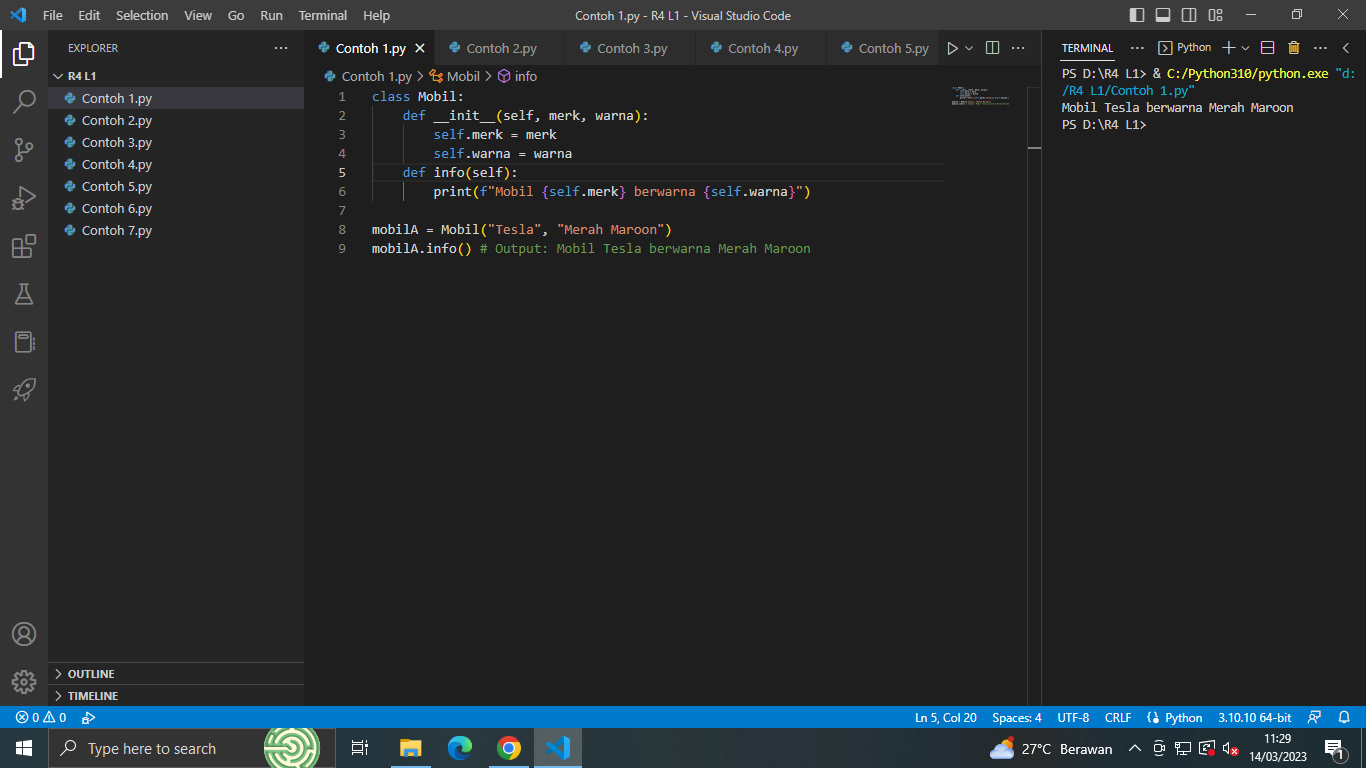 File Edit Selection View Go Run Terminal Help Contoh 1.py - R4 L1 - Visual Studio Code
EXPLORER
R4 L1
Contoh 1.py
Contoh 2.py
Contoh 3.py
Contoh 4.py
Contoh 5.py
Contoh 6.py
Contoh 7.py
OUTLINE
TIMELINE
Contoh 1.py Contoh 2.py Contoh 3.py Contoh 4.py Contoh 5.py
Contoh 1.py > Mobil > info
1 class Mobil:
2     def __init__(self, merk, warna):
3         self.merk = merk
4         self.warna = warna
5     def info(self):
6         print(f"Mobil {self.merk} berwarna {self.warna}")
7
8 mobilA = Mobil("Tesla", "Merah Maroon")
9 mobilA.info() # Output: Mobil Tesla berwarna Merah Maroon
TERMINAL ... Python
PS D:\R4 L1> & C:/Python310/python.exe "d:
/R4 L1/Contoh 1.py"
Mobil Tesla berwarna Merah Maroon
PS D:\R4 L1>
0 0 Ln 5, Col 20 Spaces: 4 UTF-8 CRLF Python 3.10.10 64-bit
Type here to search 27°C Berawan
11:29
14/03/2023
1